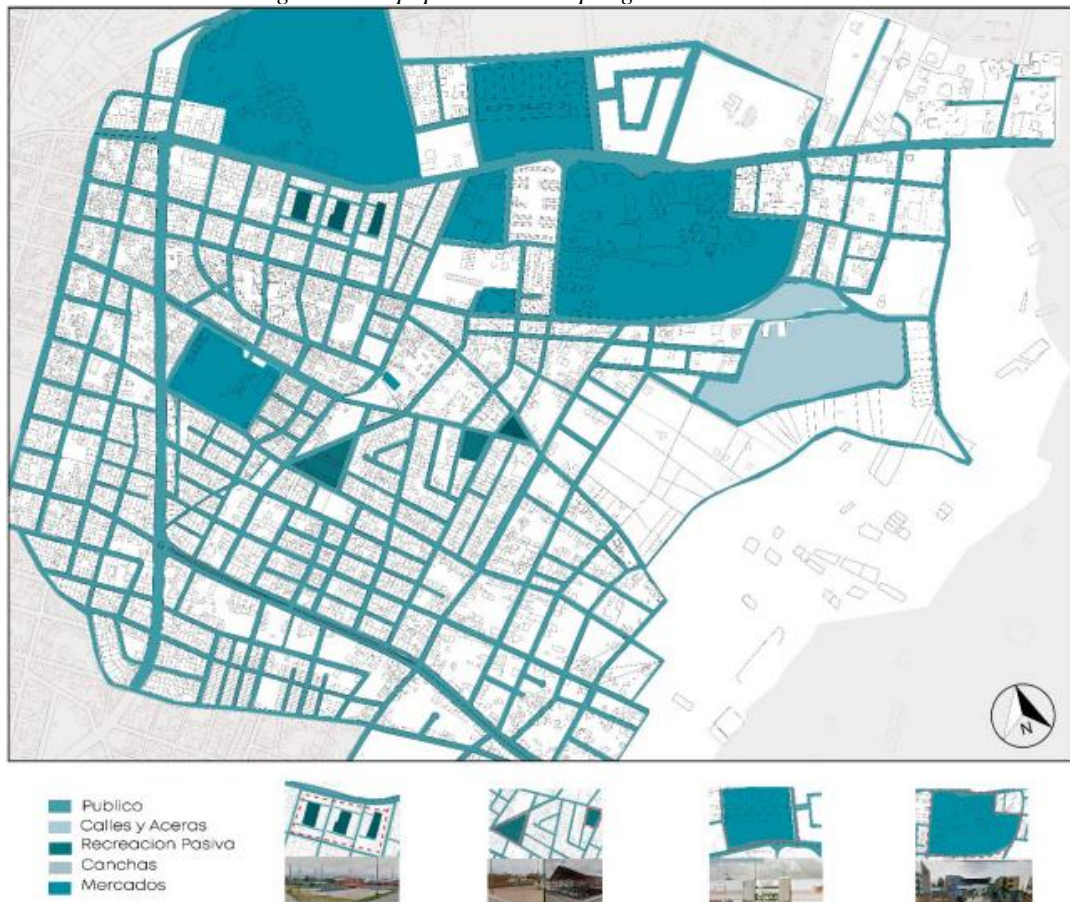 N
Publico
Calles y Aceras
Recreacion Pasiva
Canchas
Mercados